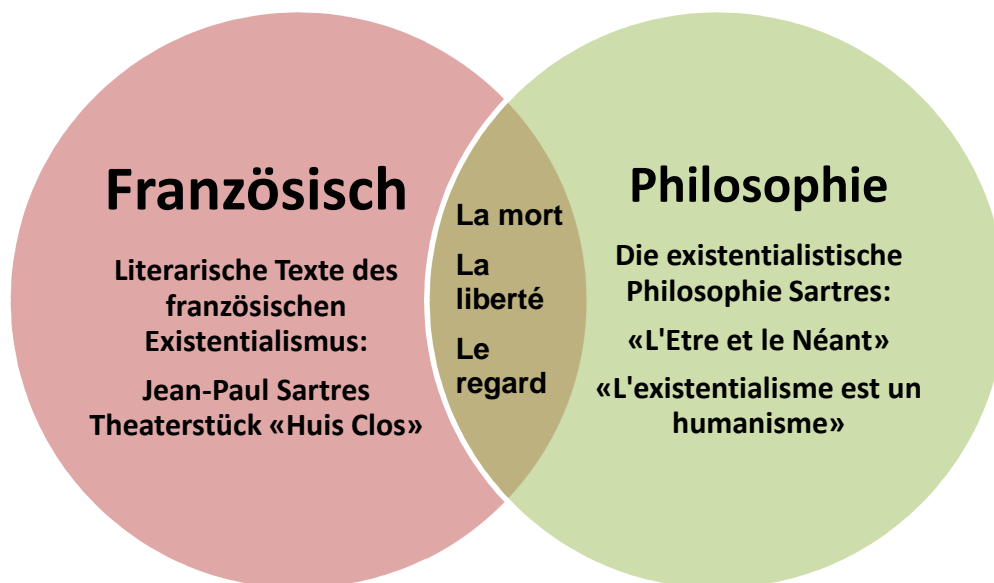 Französisch
Literarische Texte des
französischen
Existentialismus:
Jean-Paul Sartres
Theaterstück «Huis Clos»
La mort
La
liberté
Le
regard
Philosophie
Die existentialistische
Philosophie Sartres:
«L'Etre et le Néant»
«L'existentialisme est un
humanisme»